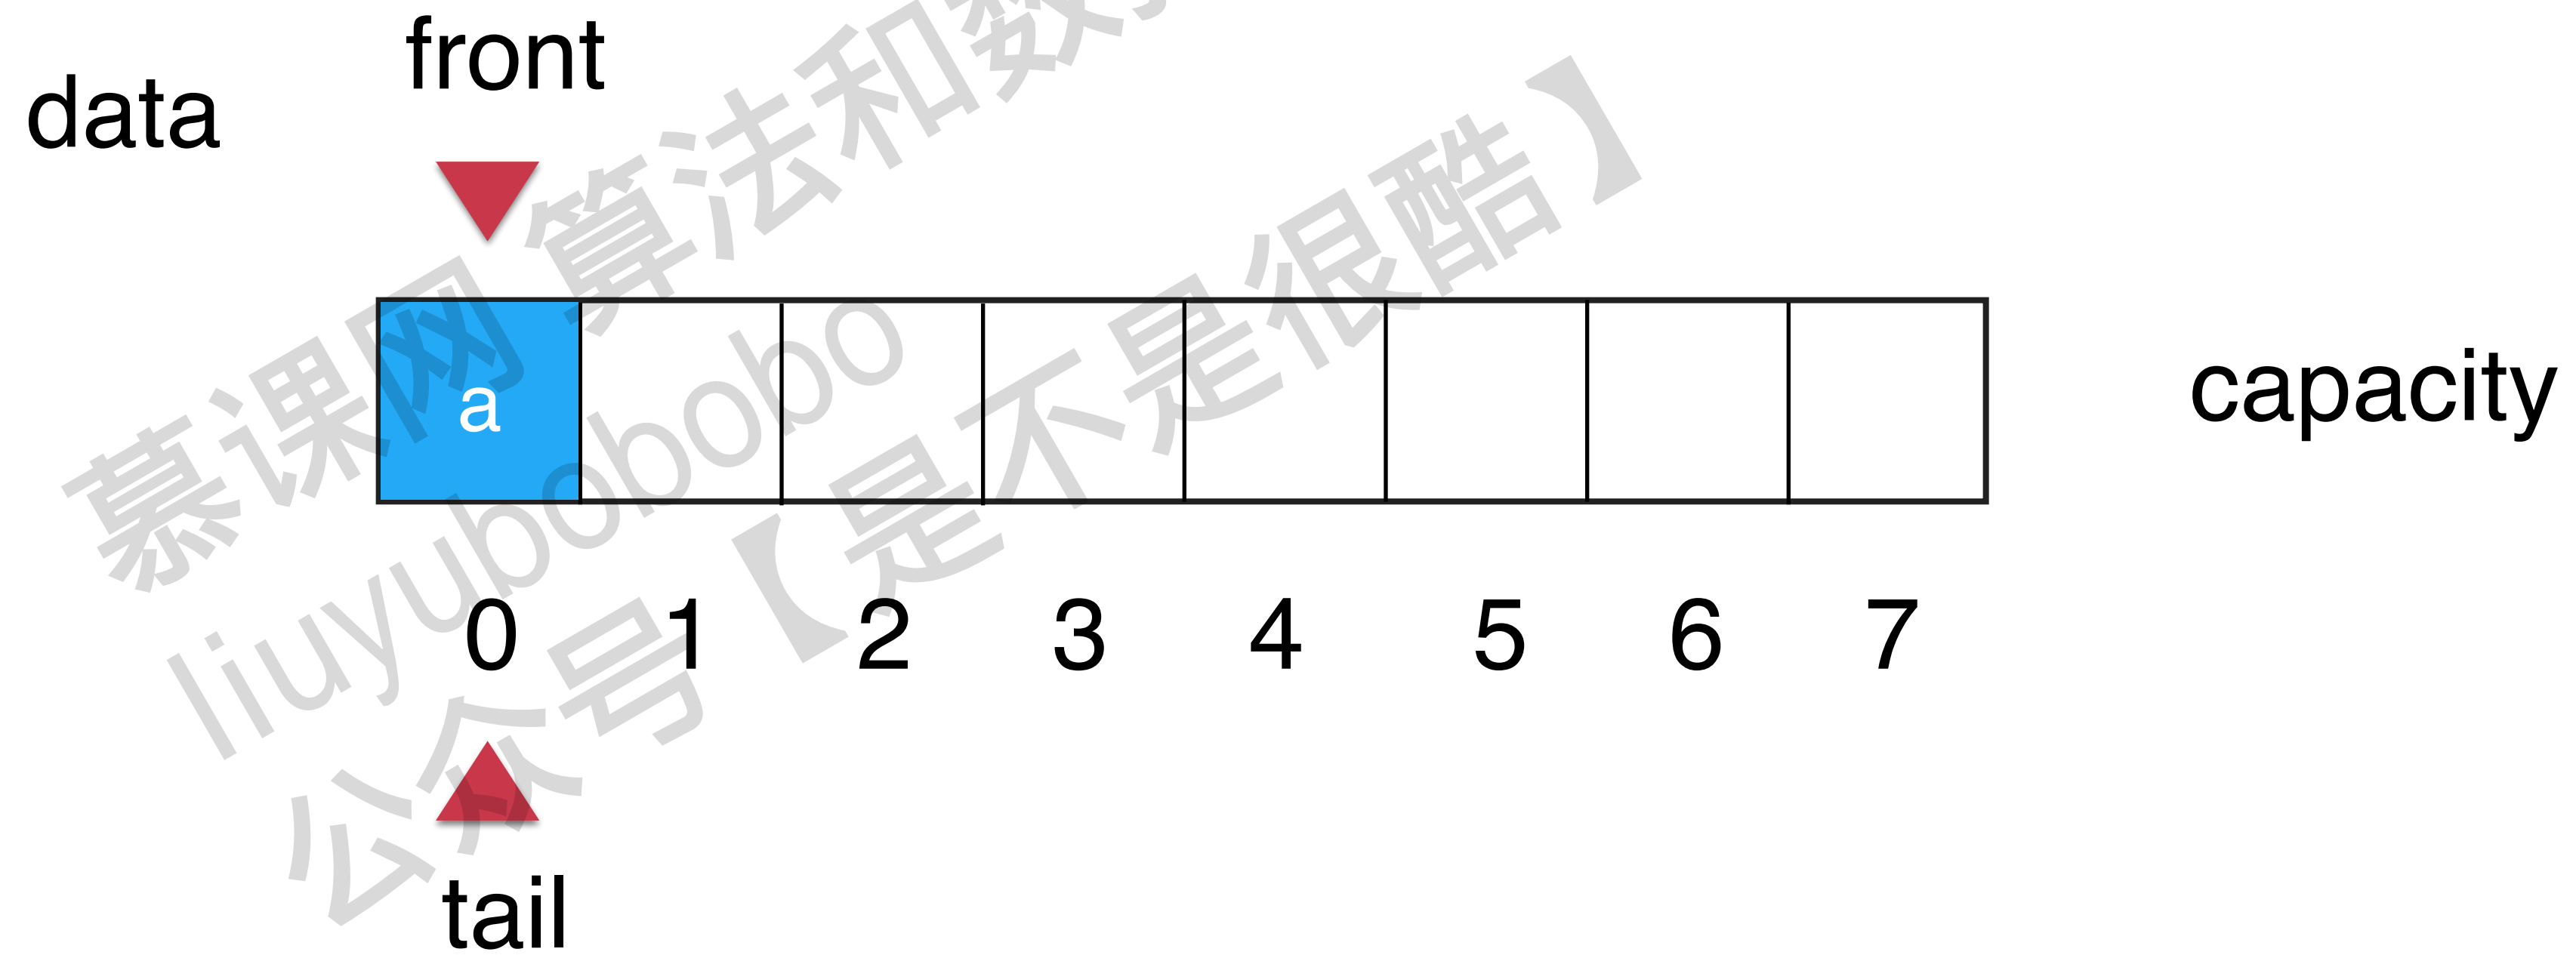 front
data
a
capacity
0 1 2 3 4 5 6 7
tail
慕课网 算法和数
liuyubobobo
公众号【是不是很酷】